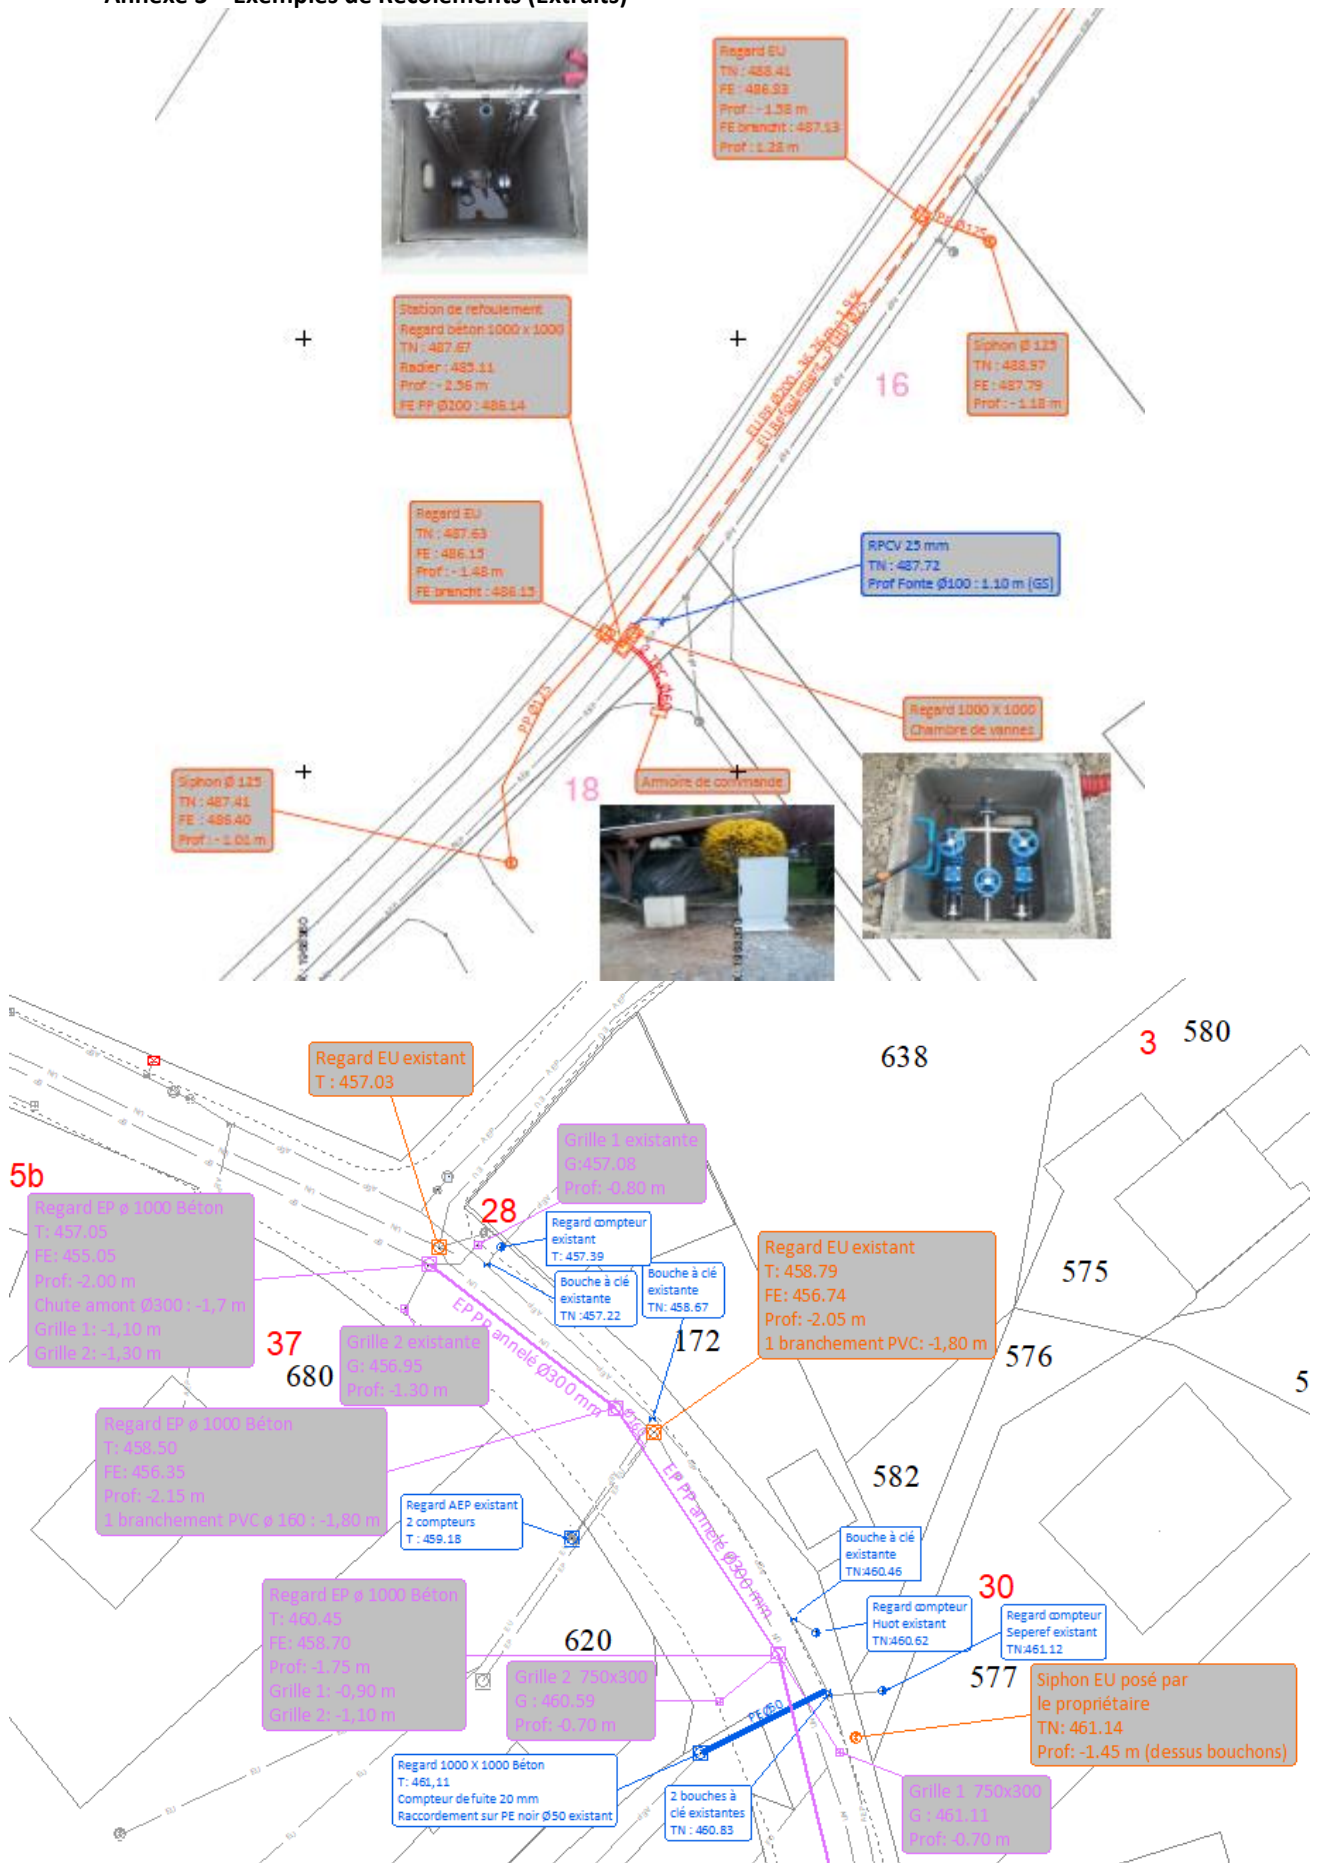 Annexe 3 – Exemples de Récolements (Extraits)
Regard EU
TN : 488.41
FE : 486.83
Prof : - 1.58 m
FE brancht : 487.13
Prof : 1.28 m
Station de refoulement
Regard béton 1000 x 1000
TN : 487.67
Radier : 485.11
Prof : - 2.56 m
FE PP Ø200 : 486.14
PP Ø125
Siphon Ø 125
TN : 488.97
FE : 487.79
Prof : - 1.18 m
16
Regard EU
TN : 487.63
FE : 486.15
Prof : - 1.48 m
FE brancht : 486.15
RPCV 25 mm
TN : 487.72
Prof Fonte Ø100 : 1.10 m (GS)
2 TPC Ø60
PP Ø125
Regard 1000 X 1000
Chambre de vannes
Siphon Ø 125
TN : 487.41
FE : 486.40
Prof : - 1.01 m
18
Armoire de commande
Regard EU existant
T : 457.03
638
3
580
Grille 1 existante
G:457.08
Prof: -0.80 m
5b
Regard EP ø 1000 Béton
T: 457.05
FE: 455.05
Prof: -2.00 m
Chute amont Ø300 : -1,7 m
Grille 1: -1,10 m
Grille 2: -1,30 m
28
Regard compteur
existant
T: 457.39
Bouche à clé
existante
TN :457.22
Bouche à clé
existante
TN: 458.67
Regard EU existant
T: 458.79
FE: 456.74
Prof: -2.05 m
1 branchement PVC: -1,80 m
575
EP PP annelé Ø300 mm
37
680
Grille 2 existante
G: 456.95
Prof: -1.30 m
172
576
5
Regard EP ø 1000 Béton
T: 458.50
FE: 456.35
Prof: -2.15 m
1 branchement PVC ø 160 : -1,80 m
EP PP annelé Ø300 mm
582
Regard AEP existant
2 compteurs
T : 459.18
Bouche à clé
existante
TN:460.46
Regard EP ø 1000 Béton
T: 460.45
FE: 458.70
Prof: -1.75 m
Grille 1: -0,90 m
Grille 2: -1,10 m
30
Regard compteur
Huot existant
TN:460.62
Regard compteur
Seperef existant
TN:461.12
620
577
Grille 2 750x300
G : 460.59
Prof: -0.70 m
Siphon EU posé par
le propriétaire
TN: 461.14
Prof: -1.45 m (dessus bouchons)
PE Ø50
Regard 1000 X 1000 Béton
T: 461,11
Compteur de fuite 20 mm
Raccordement sur PE noir Ø50 existant
2 bouches à
clé existantes
TN : 460.83
Grille 1 750x300
G : 461.11
Prof: -0.70 m